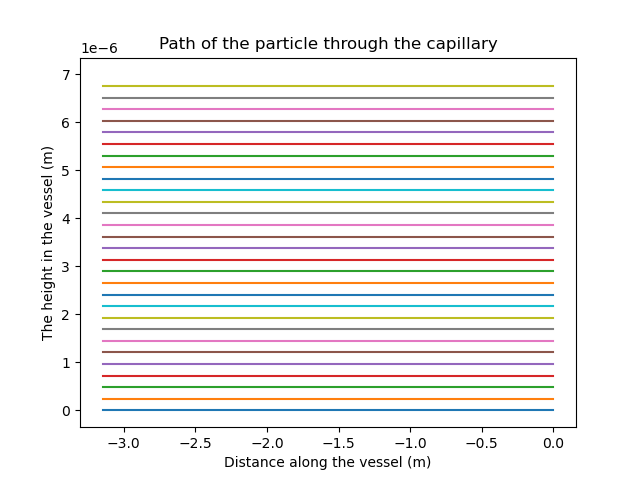 Path of the particle through the capillary
1e−6
7
6
5
4
3
2
1
0
The height in the vessel (m)
−3.0 −2.5 −2.0 −1.5 −1.0 −0.5 0.0
Distance along the vessel (m)